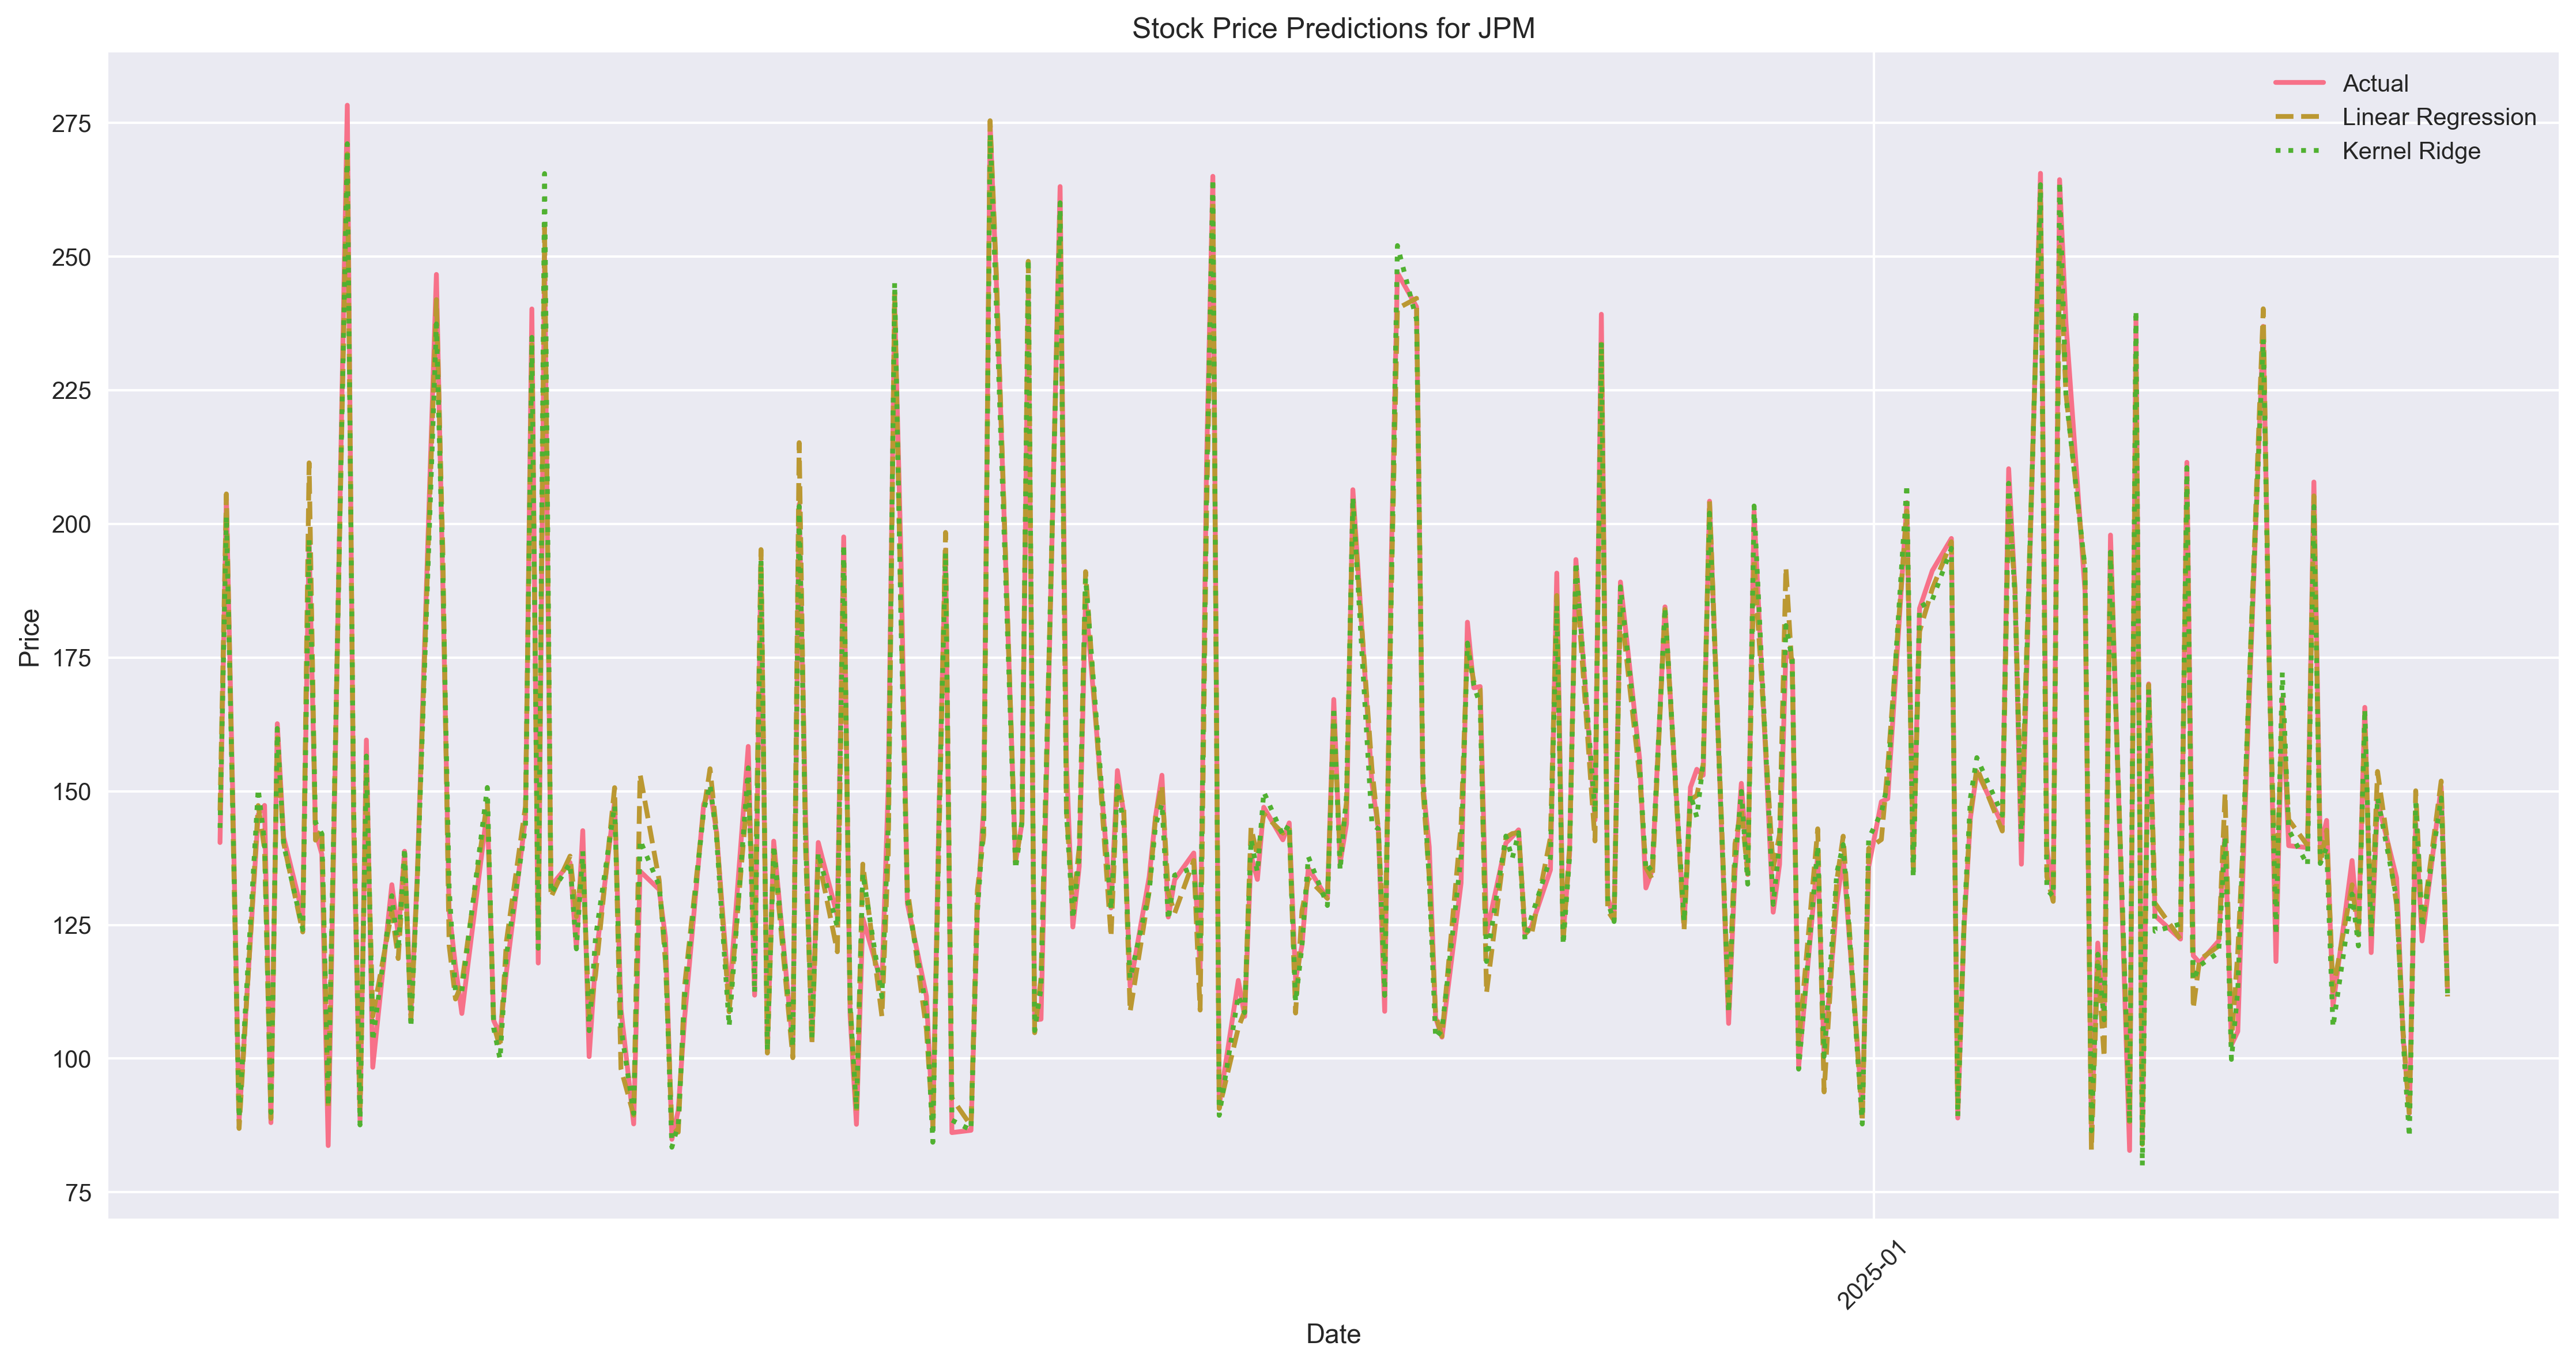 Stock Price Predictions for JPM
Actual
Linear Regression
Kernel Ridge
275
250
225
200
175
150
125
100
75
Price
2025-01
Date